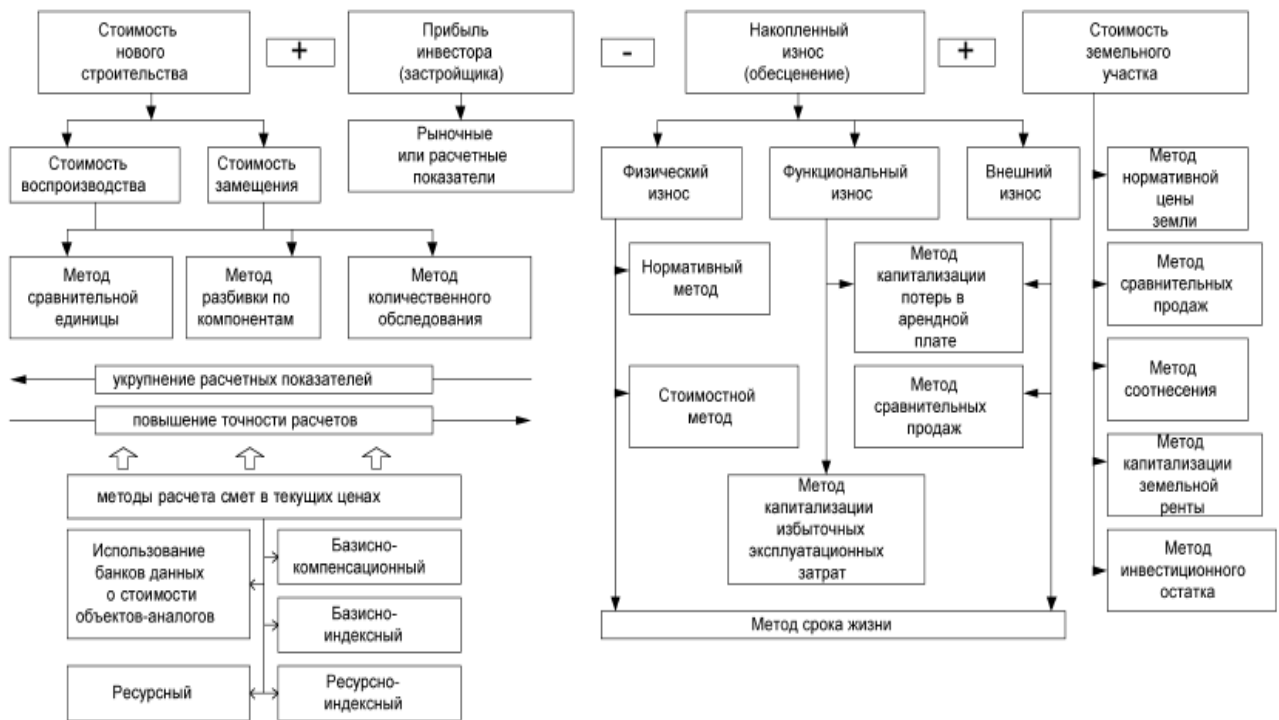 Стоимость
нового
строительства
+
Прибыль
инвестора
(застройщика)
-
Накопленный
износ
(обесценение)
+
Стоимость
земельного
участка
Стоимость
воспроизводства
Стоимость
замещения
Рыночные
или расчетные
показатели
Физический
износ
Функциональный
износ
Внешний
износ
Метод
нормативной
цены
земли
Метод
сравнительной
единицы
Метод
разбивки по
компонентам
Метод
количественного
обследования
Нормативный
метод
Метод
капитализации
потерь в
арендной
плате
Метод
сравнительных
продаж
укрупнение расчетных показателей
повышение точности расчетов
Стоимостной
метод
Метод
сравнительных
продаж
Метод
соотнесения
методы расчета смет в текущих ценах
Метод
капитализации
избыточных
эксплуатационных
затрат
Метод
капитализации
земельной
ренты
Использование
банков данных
о стоимости
объектов-аналогов
Базисно-
компенсационный
Метод
инвестиционного
остатка
Базисно-
индексный
Метод срока жизни
Ресурсный
Ресурсно-
индексный